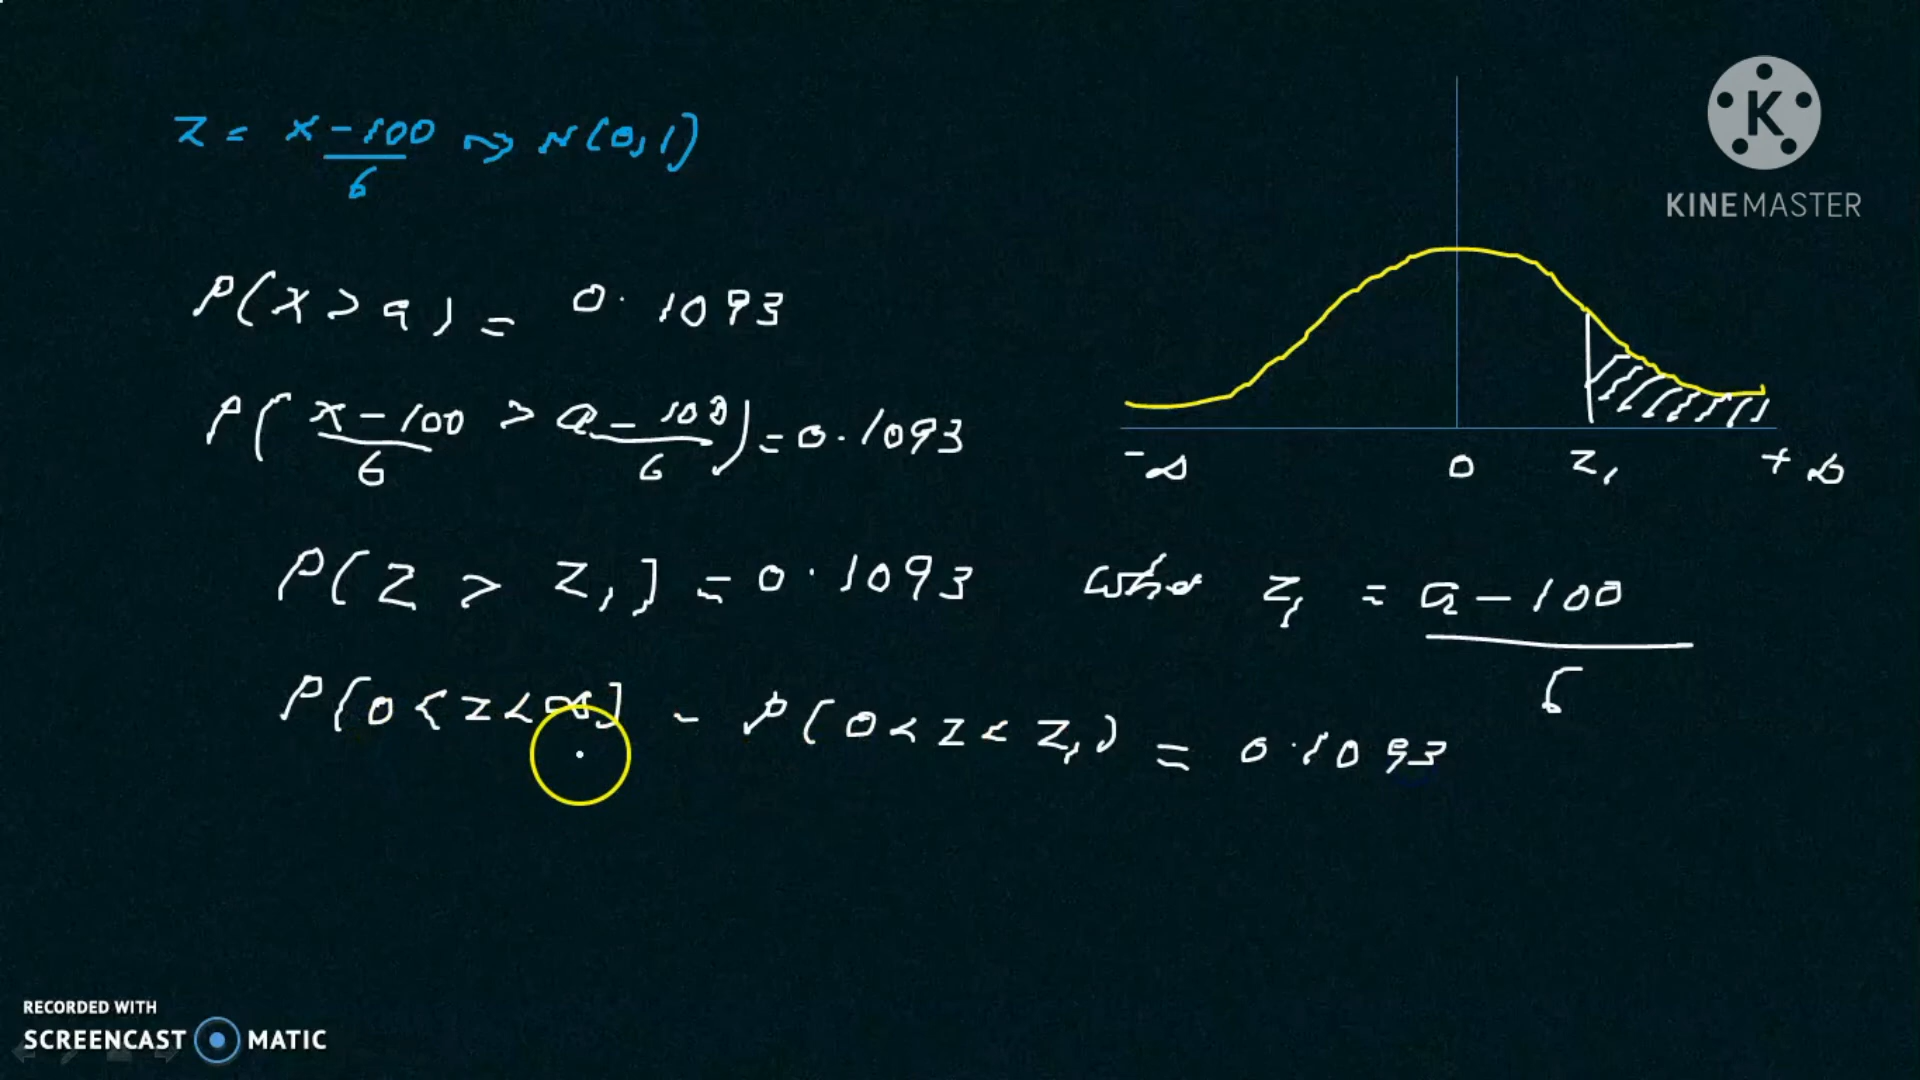 z = x - 100 / 6 ~> N(0,1)
K
KINEMASTER
P(x > a) = 0.1093
P(x - 100 / 6 > a - 100 / 6) = 0.1093
-∞ 0 z₁ +∞
P(z > z₁] = 0.1093 z₁ = a - 100 / 6
P[0 < z < ∞] - P(0 < z < z₁) = 0.1093
RECORDED WITH
SCREENCAST MATIC